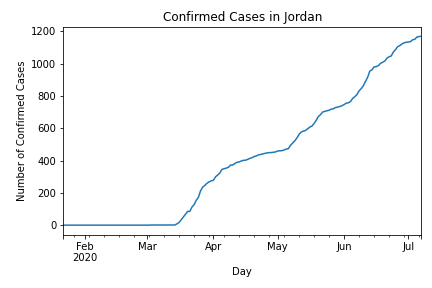 Confirmed Cases in Jordan
1200
1000
800
600
400
200
0
Number of Confirmed Cases
Feb Mar Apr May Jun Jul
2020
Day